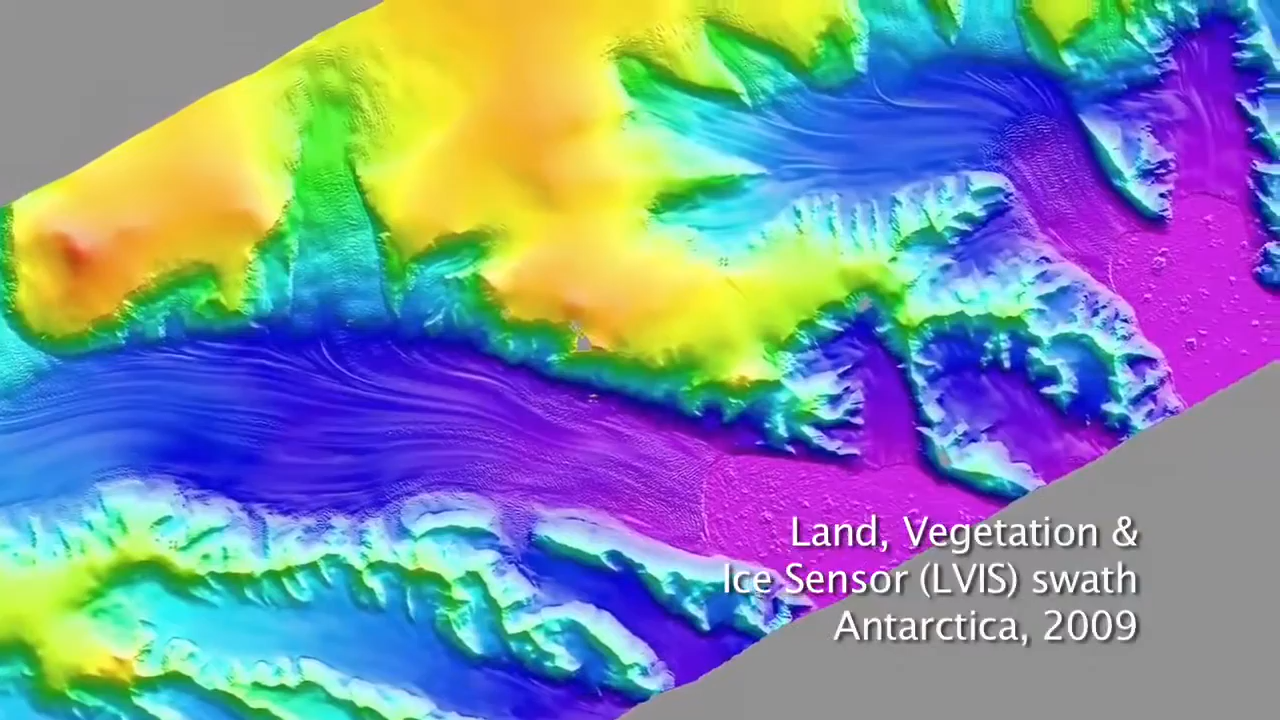 Land, Vegetation &
Ice Sensor (LVIS) swath
Antarctica, 2009